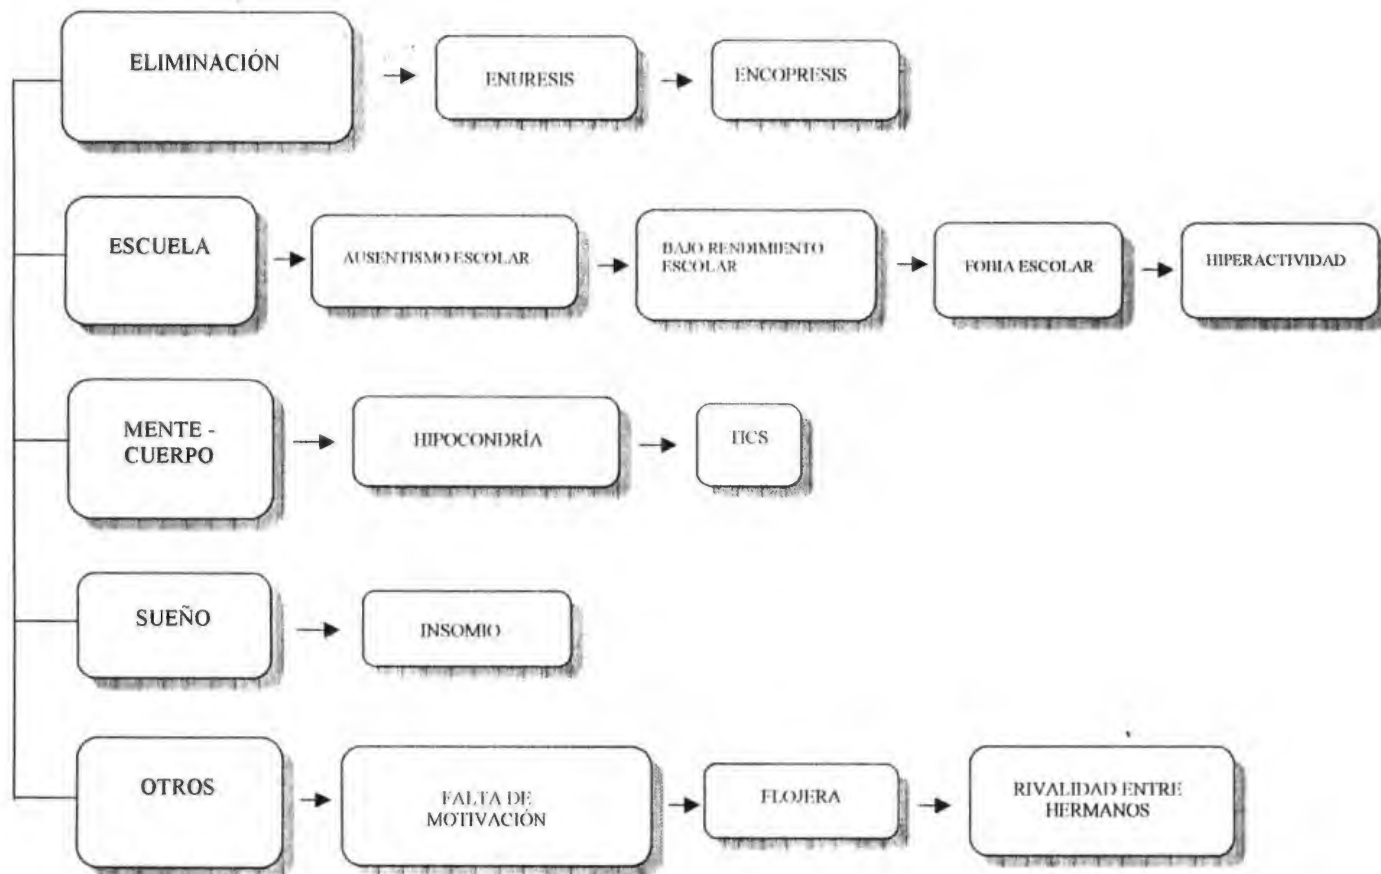 ELIMINACIÓN
ENURESIS
ENCOPRESIS
ESCUELA
AUSENTISMO ESCOLAR
BAJO RENDIMIENTO
ESCOLAR
FOBIA ESCOLAR
HIPERACTIVIDAD
MENTE -
CUERPO
HIPOCONDRÍA
TICS
SUEÑO
INSOMIO
OTROS
FALTA DE
MOTIVACIÓN
FLOJERA
RIVALIDAD ENTRE
HERMANOS